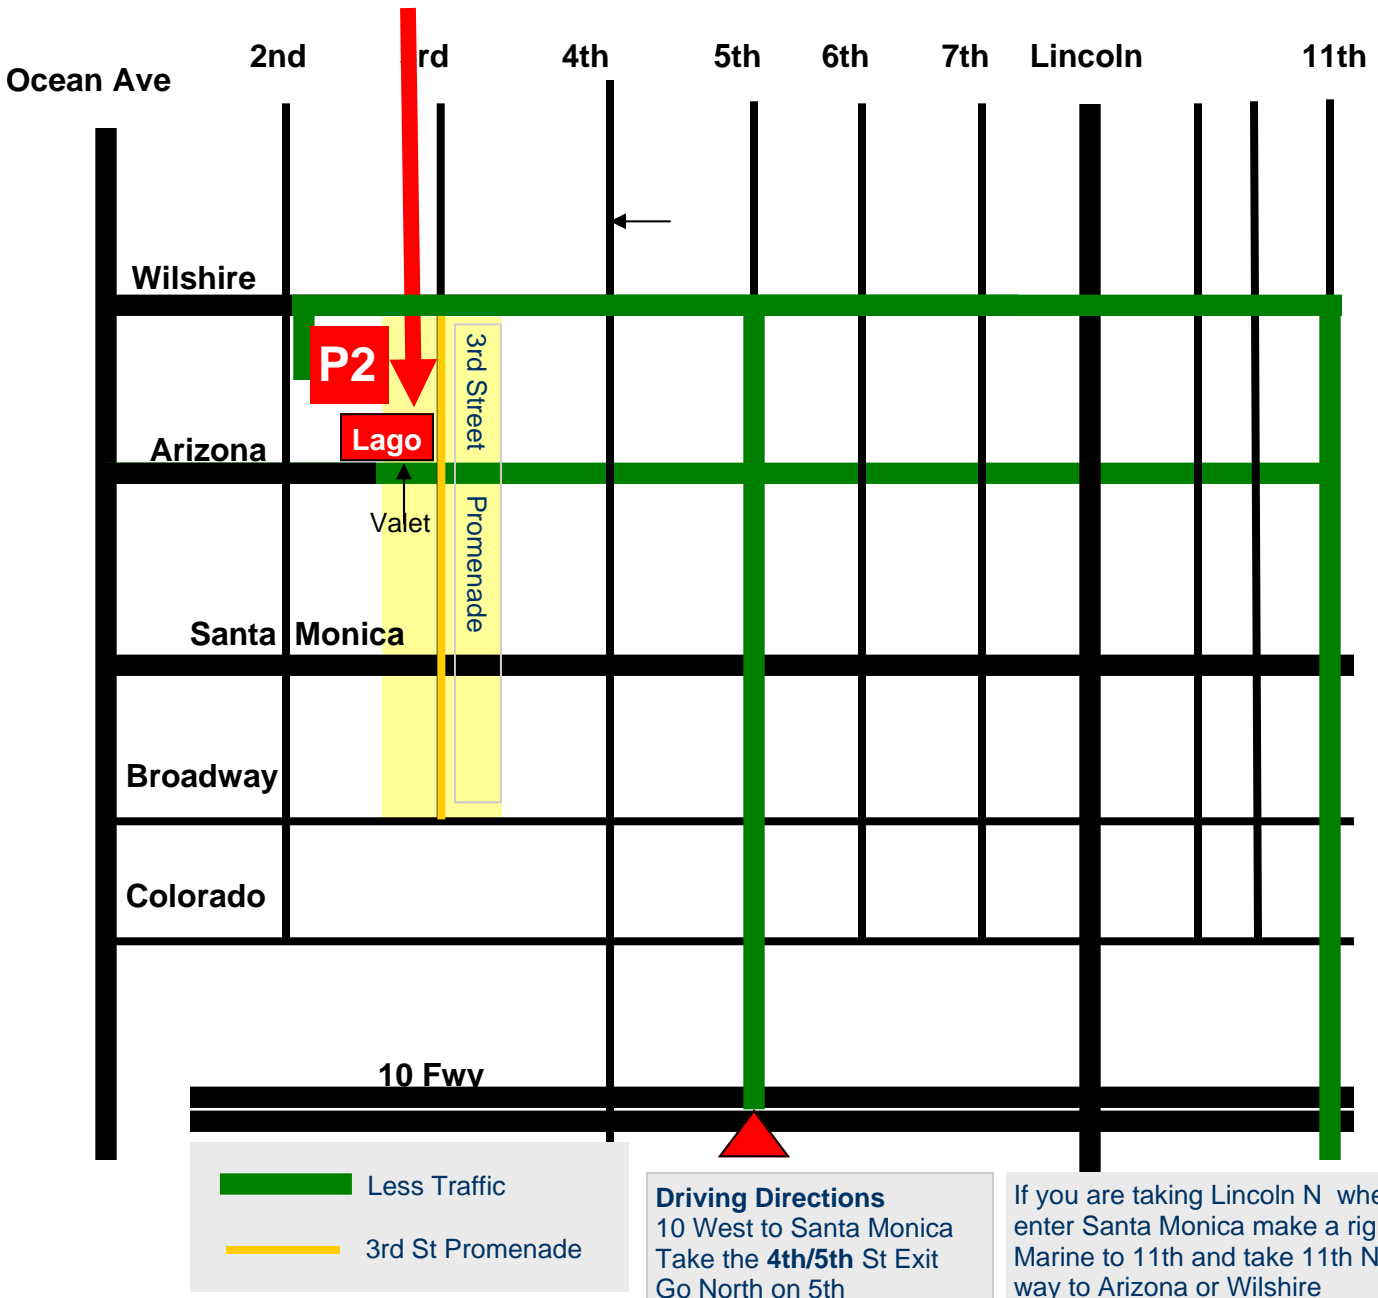 Ocean Ave
2nd
rd
4th
5th
6th
7th
Lincoln
11th
Wilshire
P2
3rd Street Promenade
Lago
Arizona
Valet
Santa Monica
Broadway
Colorado
10 Fwy
Less Traffic
3rd St Promenade
Driving Directions
10 West to Santa Monica
Take the 4th/5th St Exit
Go North on 5th
If you are taking Lincoln N whe
enter Santa Monica make a rig
Marine to 11th and take 11th N
way to Arizona or Wilshire